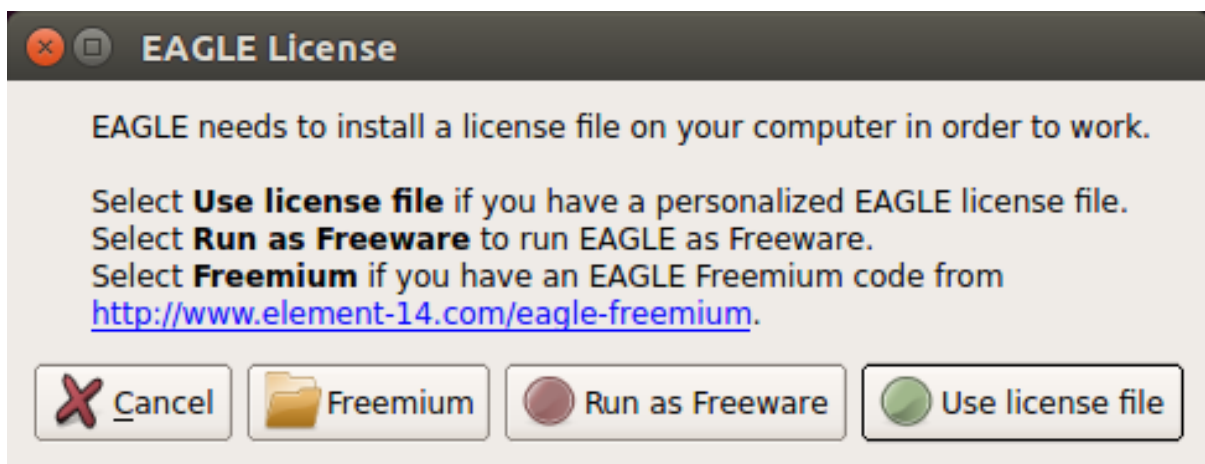 EAGLE License
EAGLE needs to install a license file on your computer in order to work.
Select Use license file if you have a personalized EAGLE license file.
Select Run as Freeware to run EAGLE as Freeware.
Select Freemium if you have an EAGLE Freemium code from
http://www.element-14.com/eagle-freemium.
Cancel
Freemium
Run as Freeware
Use license file